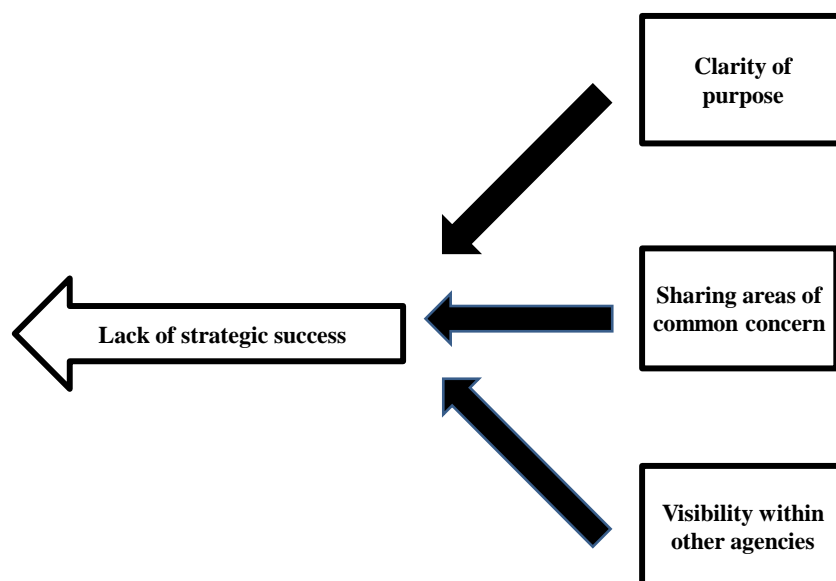 Clarity of
purpose
Sharing areas of
common concern
Lack of strategic success
Visibility within
other agencies